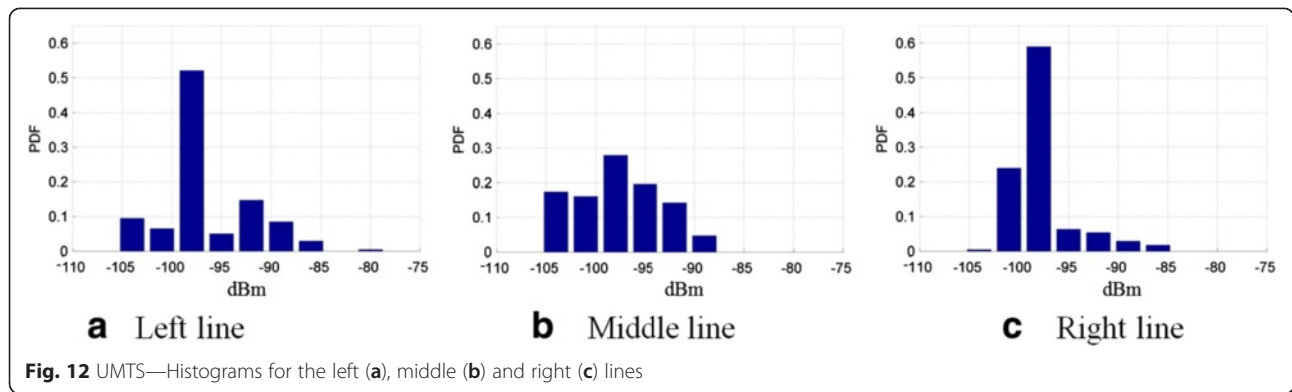 0.6
0.5
0.4
0.3
0.2
0.1
0
PDF
-110 -105 -100 -95 -90 -85 -80 -75
dBm
a Left line
0.6
0.5
0.4
0.3
0.2
0.1
0
PDF
-110 -105 -100 -95 -90 -85 -80 -75
dBm
b Middle line
0.6
0.5
0.4
0.3
0.2
0.1
0
PDF
-110 -105 -100 -95 -90 -85 -80 -75
dBm
c Right line
Fig. 12 UMTS—Histograms for the left (a), middle (b) and right (c) lines